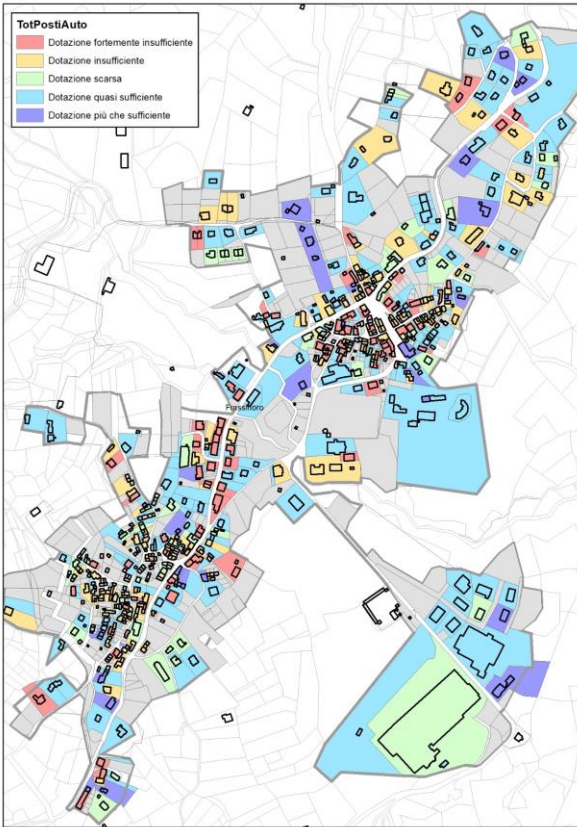 TotPostiAuto
Dotazione fortemente insufficiente
Dotazione insufficiente
Dotazione scarsa
Dotazione quasi sufficiente
Dotazione più che sufficiente
Frassinoro